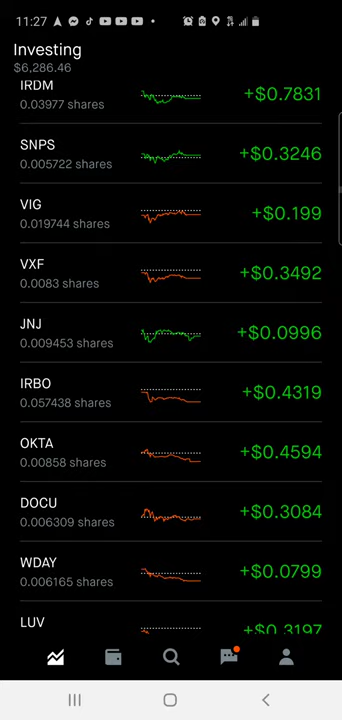 11:27
Investing
$6,286.46
IRDM
0.03977 shares
+$0.7831
SNPS
0.005722 shares
+$0.3246
VIG
0.019744 shares
+$0.199
VXF
0.0083 shares
+$0.3492
JNJ
0.009453 shares
+$0.0996
IRBO
0.057438 shares
+$0.4319
OKTA
0.00858 shares
+$0.4594
DOCU
0.006309 shares
+$0.3084
WDAY
0.006165 shares
+$0.0799
LUV
+$0.3197